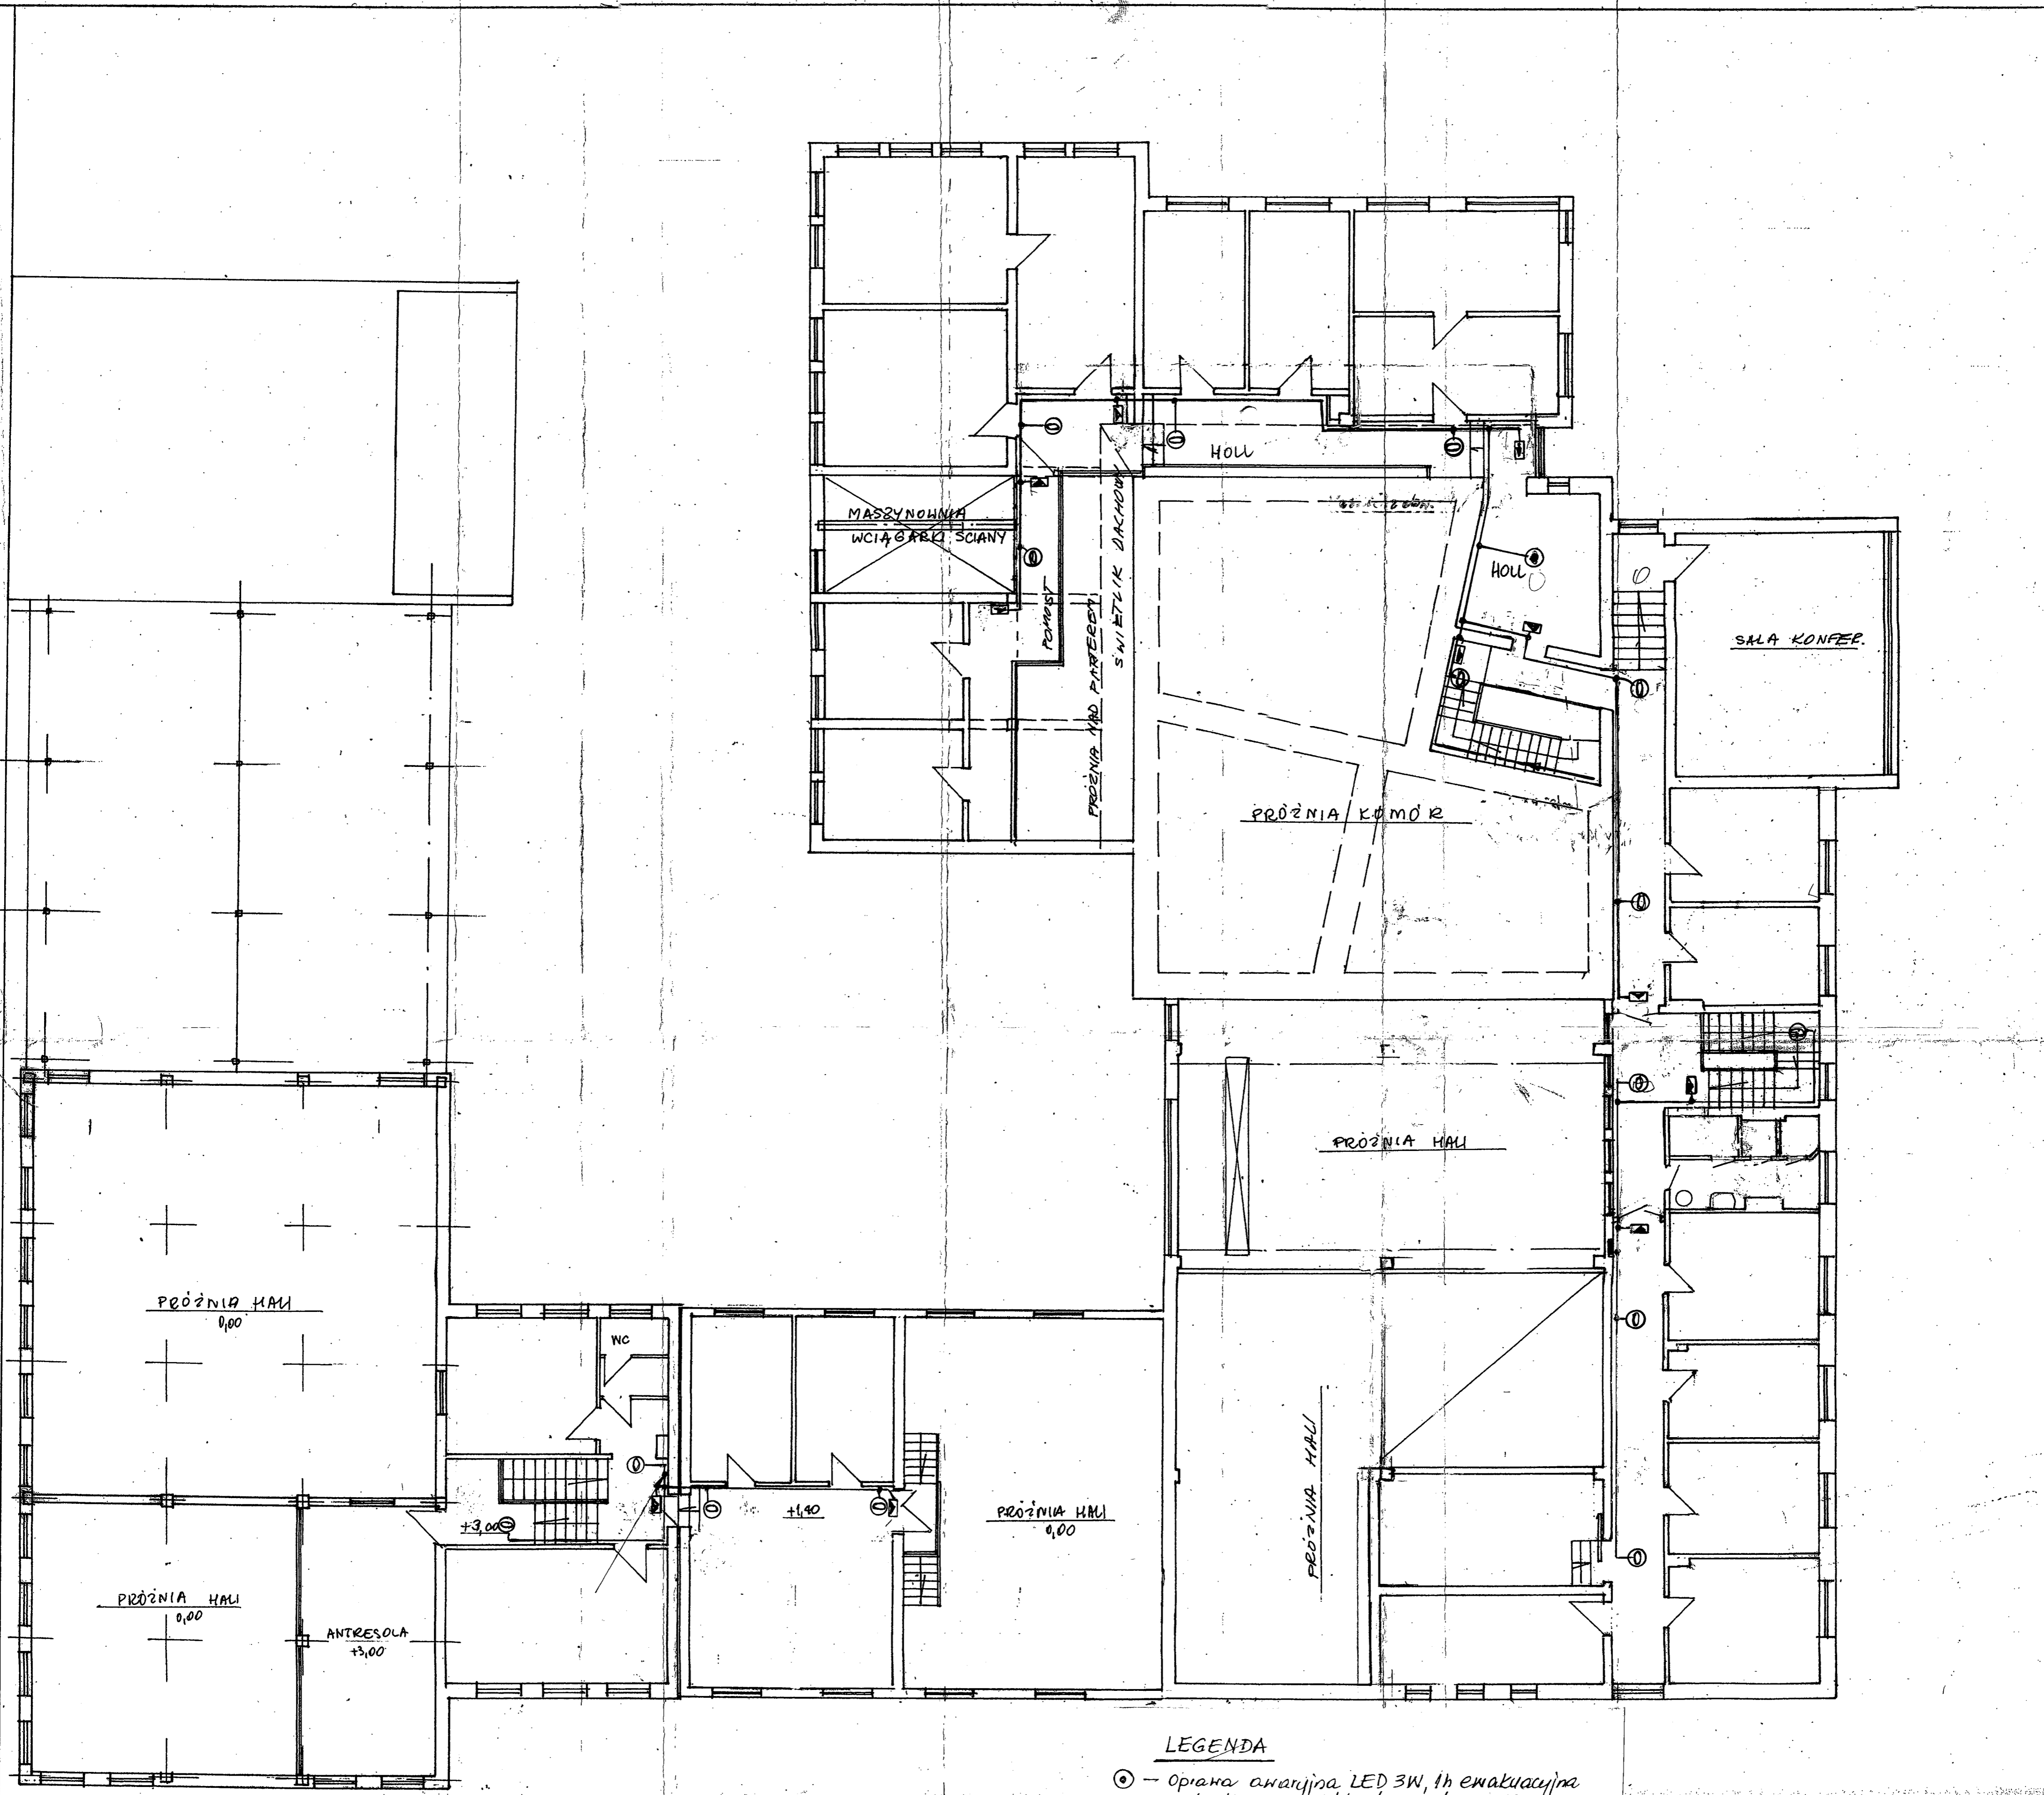 HOLL
MASZYNOWNIA
WCIĄGARKI ŚCIANY
HOLL
POMOST
PRÓŻNIA NAD PARTEREM
ŚWIETLIK DACHOWY
SALA KONFER.
PRÓŻNIA KOMÓR
PRÓŻNIA HALI
PRÓŻNIA HALI
0,00
WC
+3,00
+1,40
PRÓŻNIA HALI
0,00
PRÓŻNIA HALI
PRÓŻNIA HALI
0,00
ANTRESOLA
+3,00
LEGENDA
– Oprawa awaryjna LED 3W, 1h ewakuacyjna